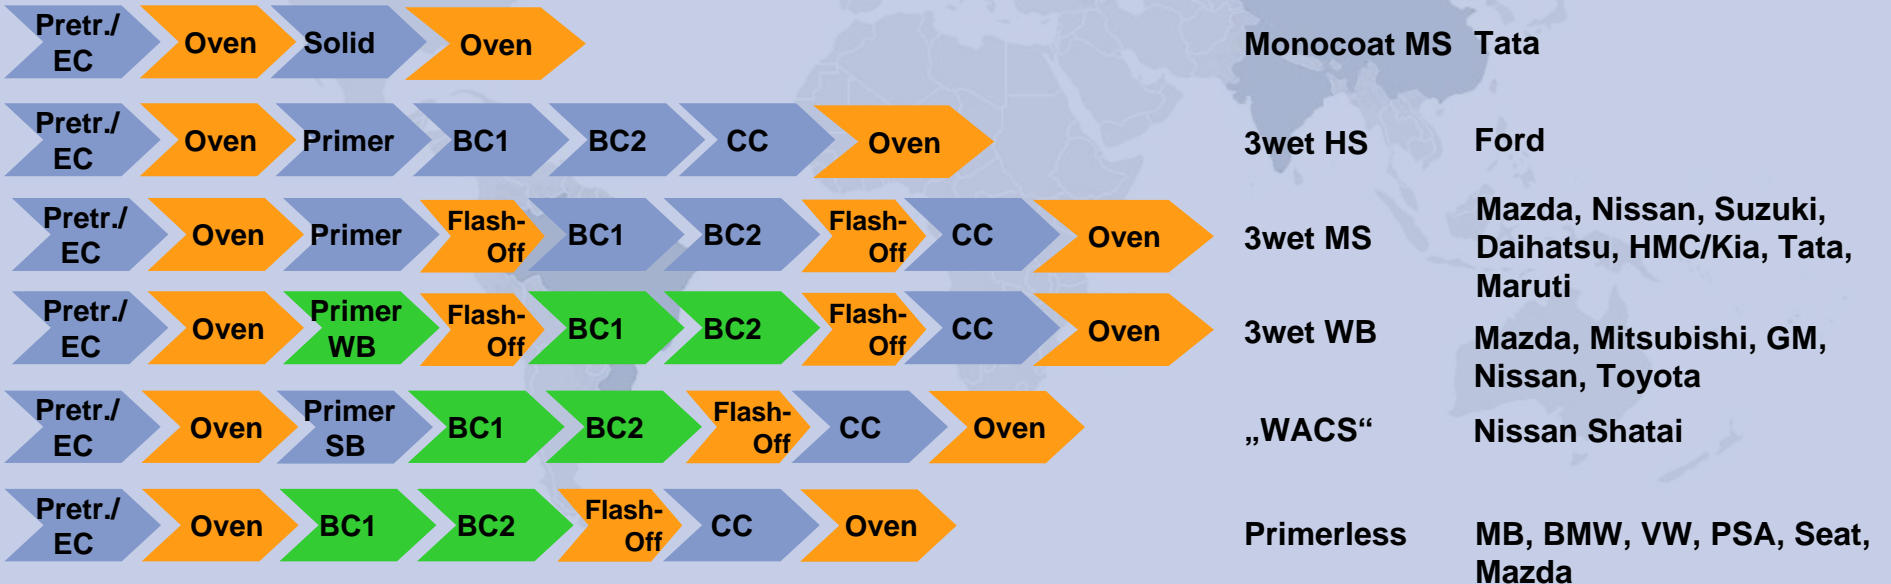 Pretr./
EC
Oven
Solid
Oven
Monocoat MS
Tata
Pretr./
EC
Oven
Primer
BC1
BC2
CC
Oven
3wet HS
Ford
Pretr./
EC
Oven
Primer
Flash-
Off
BC1
BC2
Flash-
Off
CC
Oven
3wet MS
Mazda, Nissan, Suzuki,
Daihatsu, HMC/Kia, Tata,
Maruti
Pretr./
EC
Oven
Primer
WB
Flash-
Off
BC1
BC2
Flash-
Off
CC
Oven
3wet WB
Mazda, Mitsubishi, GM,
Nissan, Toyota
Pretr./
EC
Oven
Primer
SB
BC1
BC2
Flash-
Off
CC
Oven
„WACS“
Nissan Shatai
Pretr./
EC
Oven
BC1
BC2
Flash-
Off
CC
Oven
Primerless
MB, BMW, VW, PSA, Seat,
Mazda